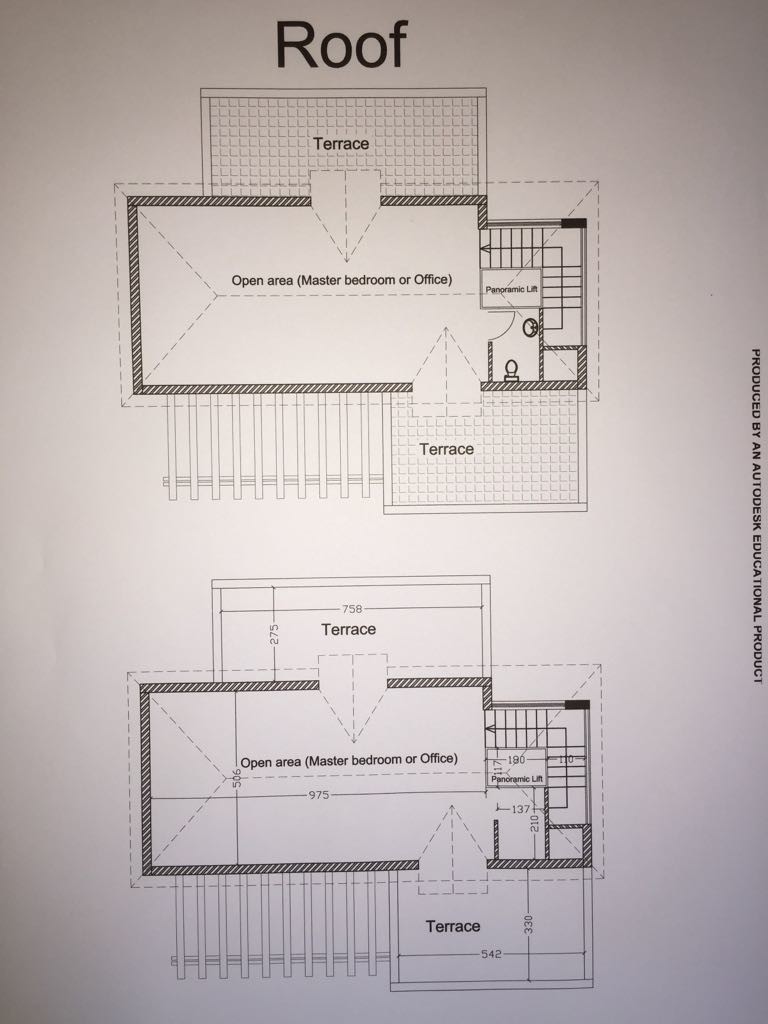 Roof
Terrace
Open area (Master bedroom or Office)
Panoramic Lift
Terrace
758
275
Terrace
Open area (Master bedroom or Office)
506
975
190
110
117
Panoramic Lift
137
210
Terrace
330
542
PRODUCED BY AN AUTODESK EDUCATIONAL PRODUCT